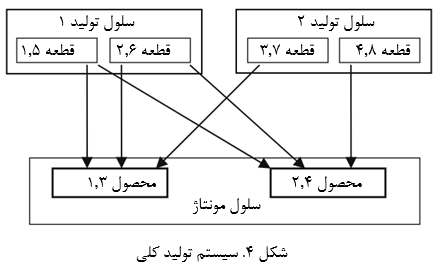 سلول تولید ۱
سلول تولید ۲
قطعه ۱,۵
قطعه ۲,۶
قطعه ۳,۷
قطعه ۴,۸
محصول ۱,۳
محصول ۲,۴
سلول مونتاژ
شکل ۴. سیستم تولید کلی